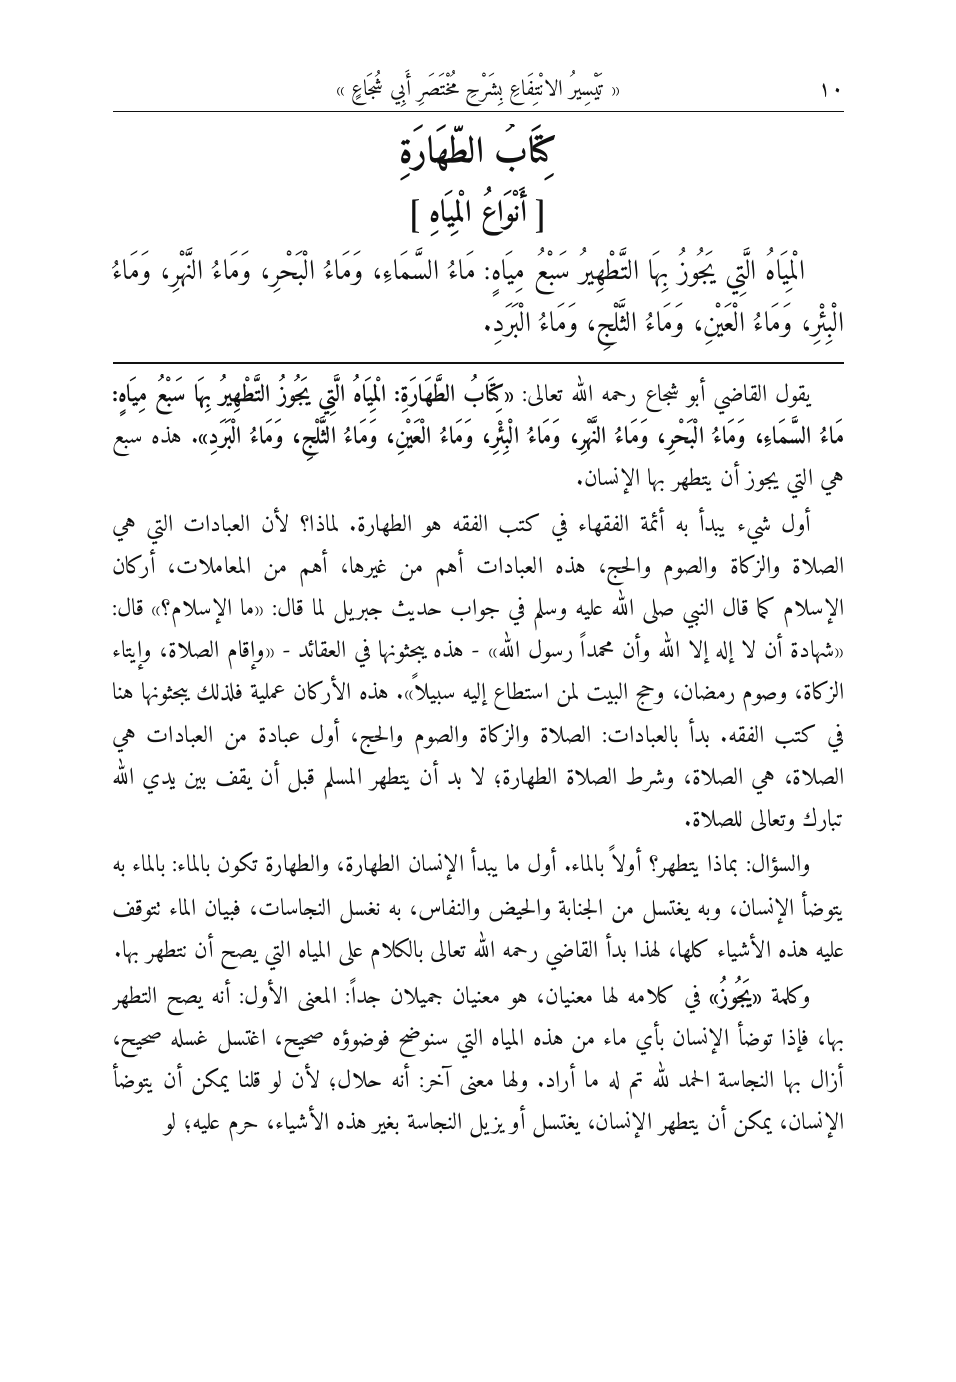 ١٠ « تَيْسِيرُ الانْتِفَاعِ بِشَرْحِ مُخْتَصَرِ أَبِي شُجَاعٍ »
كِتَابُ الطَّهَارَةِ
[ أَنْوَاعُ الْمِيَاهِ ]
الْمِيَاهُ الَّتِي يَجُوزُ بِهَا التَّطْهِيرُ سَبْعُ مِيَاهٍ: مَاءُ السَّمَاءِ، وَمَاءُ الْبَحْرِ، وَمَاءُ النَّهْرِ، وَمَاءُ
الْبِئْرِ، وَمَاءُ الْعَيْنِ، وَمَاءُ الثَّلْجِ، وَمَاءُ الْبَرَدِ.
يقول القاضي أبو شجاع رحمه الله تعالى: «كِتَابُ الطَّهَارَةِ: الْمِيَاهُ الَّتِي يَجُوزُ التَّطْهِيرُ بِهَا سَبْعُ مِيَاهٍ:
مَاءُ السَّمَاءِ، وَمَاءُ الْبَحْرِ، وَمَاءُ النَّهْرِ، وَمَاءُ الْبِئْرِ، وَمَاءُ الْعَيْنِ، وَمَاءُ الثَّلْجِ، وَمَاءُ الْبَرَدِ». هذه سبع
هي التي يجوز أن يتطهر بها الإنسان.
أول شيء يبدأ به أئمة الفقهاء في كتب الفقه هو الطهارة. لماذا؟ لأن العبادات التي هي
الصلاة والزكاة والصوم والحج، هذه العبادات أهم من غيرها، أهم من المعاملات، أركان
الإسلام كما قال النبي صلى الله عليه وسلم في جواب حديث جبريل لما قال: «ما الإسلام؟» قال:
«شهادة أن لا إله إلا الله وأن محمداً رسول الله» - هذه يبحثونها في العقائد - «وإقام الصلاة، وإيتاء
الزكاة، وصوم رمضان، وحج البيت لمن استطاع إليه سبيلاً». هذه الأركان عملية فلذلك يبحثونها هنا
في كتب الفقه. بدأ بالعبادات: الصلاة والزكاة والصوم والحج، أول عبادة من العبادات هي
الصلاة، هي الصلاة، وشرط الصلاة الطهارة؛ لا بد أن يتطهر المسلم قبل أن يقف بين يدي الله
تبارك وتعالى للصلاة.
والسؤال: بماذا يتطهر؟ أولاً بالماء. أول ما يبدأ الإنسان الطهارة، والطهارة تكون بالماء: بالماء به
يتوضأ الإنسان، وبه يغتسل من الجنابة والحيض والنفاس، به نغسل النجاسات، فبيان الماء تتوقف
عليه هذه الأشياء كلها، لهذا بدأ القاضي رحمه الله تعالى بالكلام على المياه التي يصح أن نتطهر بها.
وكلمة «يَجُوزُ» في كلامه لها معنيان، هو معنيان جميلان جداً: المعنى الأول: أنه يصح التطهر
بها، فإذا توضأ الإنسان بأي ماء من هذه المياه التي سنوضح فوضوؤه صحيح، اغتسل غسله صحيح،
أزال بها النجاسة الحمد لله تم له ما أراد. ولها معنى آخر: أنه حلال؛ لأن لو قلنا يمكن أن يتوضأ
الإنسان، يمكن أن يتطهر الإنسان، يغتسل أو يزيل النجاسة بغير هذه الأشياء، حرم عليه؛ لو